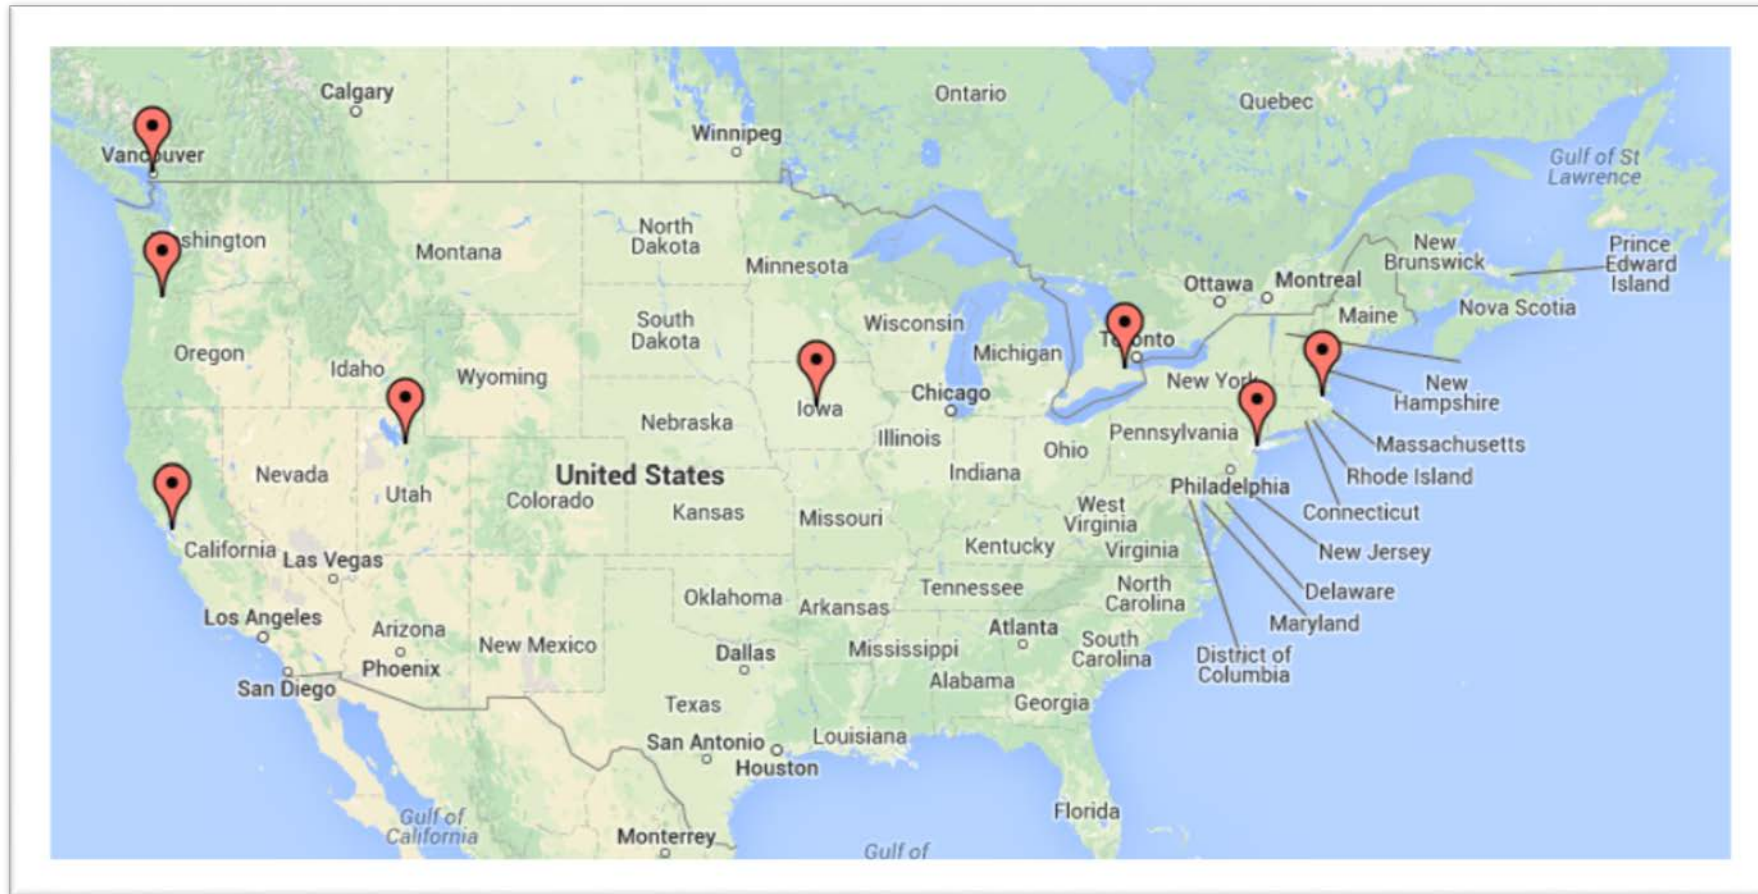 Calgary
Ontario
Quebec
Winnipeg
Vancouver
Gulf of St
Lawrence
shington
Montana
North
Dakota
Minnesota
New
Brunswick
Prince
Edward
Island
Ottawa
Montreal
Nova Scotia
Maine
South
Dakota
Wisconsin
Toronto
Michigan
Oregon
Idaho
Wyoming
New York
New
Hampshire
Chicago
Iowa
Nebraska
Illinois
Ohio
Pennsylvania
Massachusetts
Nevada
United States
Indiana
Rhode Island
Utah
Colorado
Philadelphia
Kansas
Missouri
West
Virginia
Connecticut
California
Las Vegas
Kentucky
Virginia
New Jersey
Oklahoma
Arkansas
Tennessee
North
Carolina
Delaware
Los Angeles
Arizona
New Mexico
Atlanta
Maryland
Phoenix
Dallas
Mississippi
South
Carolina
District of
Columbia
San Diego
Alabama
Texas
Georgia
San Antonio
Louisiana
Houston
Gulf of
California
Florida
Monterrey
Gulf of